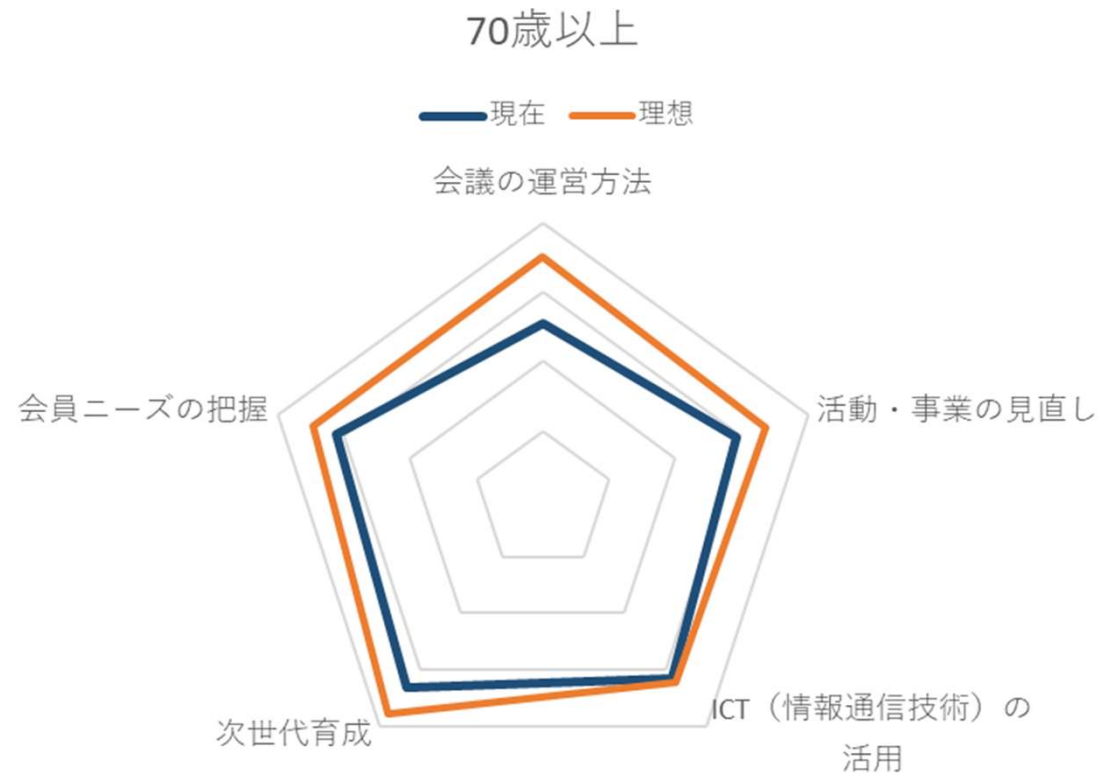 70歳以上
現在 理想
会議の運営方法
会員ニーズの把握
活動・事業の見直し
次世代育成
ICT（情報通信技術）の
活用